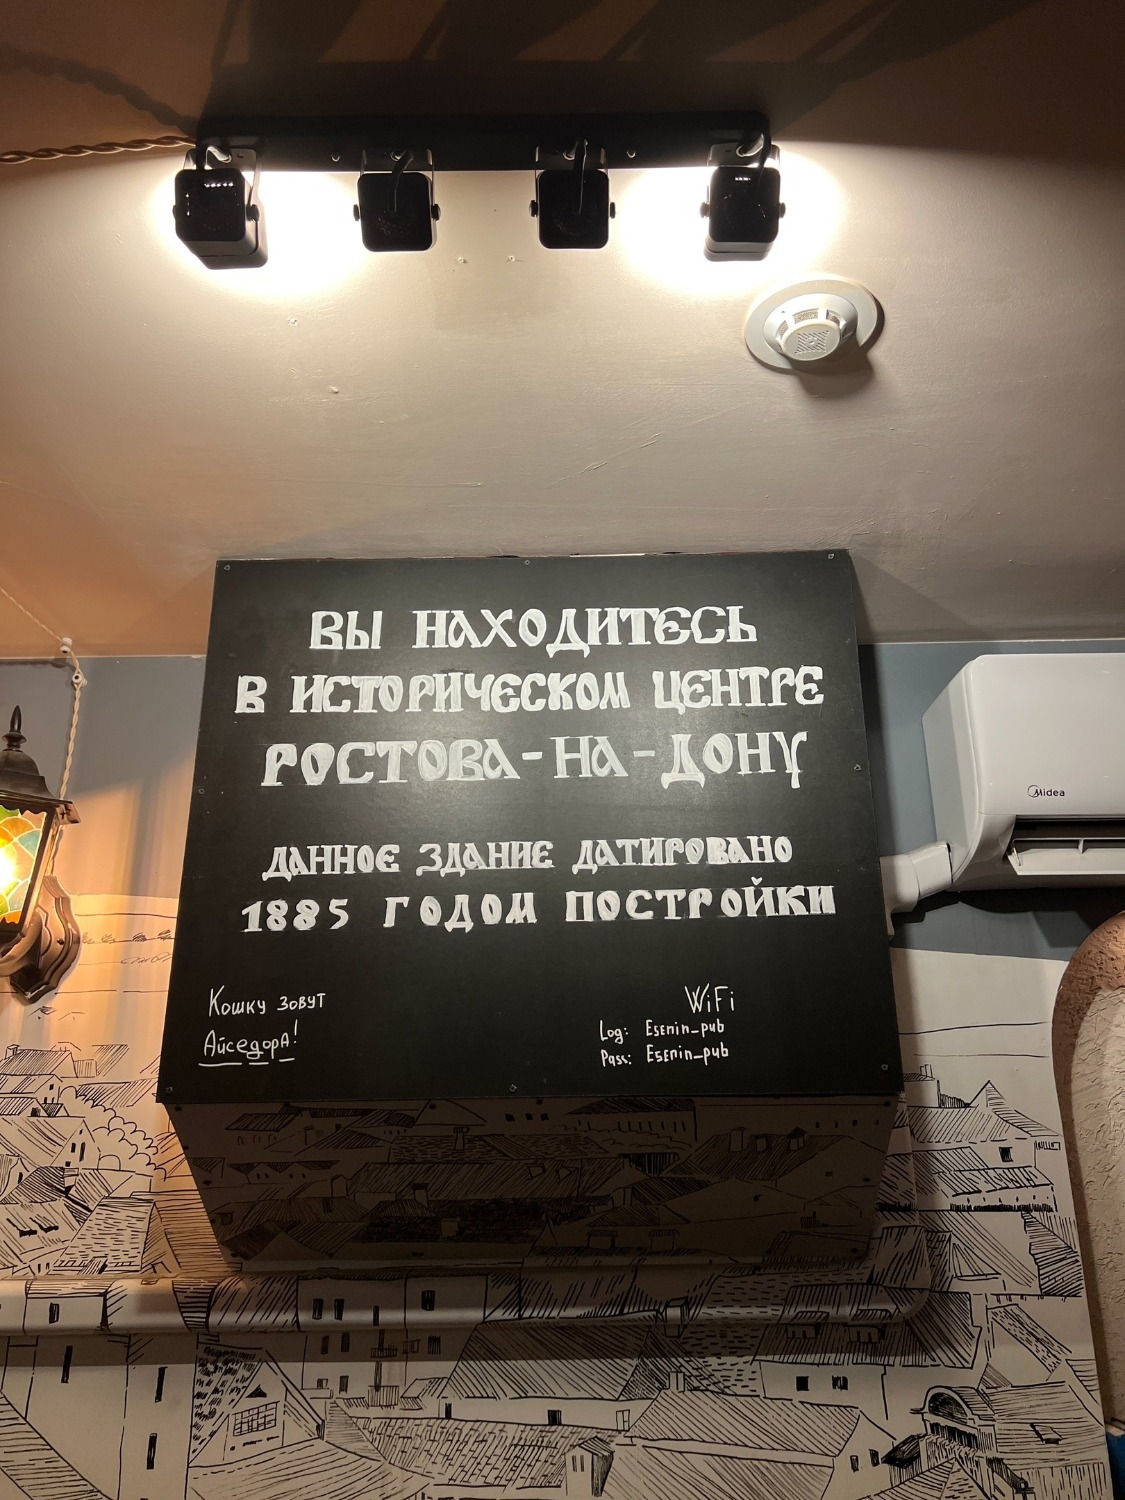 ВЫ НАХОДИТЕСЬ
В ИСТОРИЧЕСКОМ ЦЕНТРЕ
РОСТОВА-НА-ДОНУ
ДАННОЕ ЗДАНИЕ ДАТИРОВАНО
1885 ГОДОМ ПОСТРОЙКИ
Кошку зовут
Айседора!
WiFi
Log: Esenin_pub
Pass: Esenin_pub
Midea